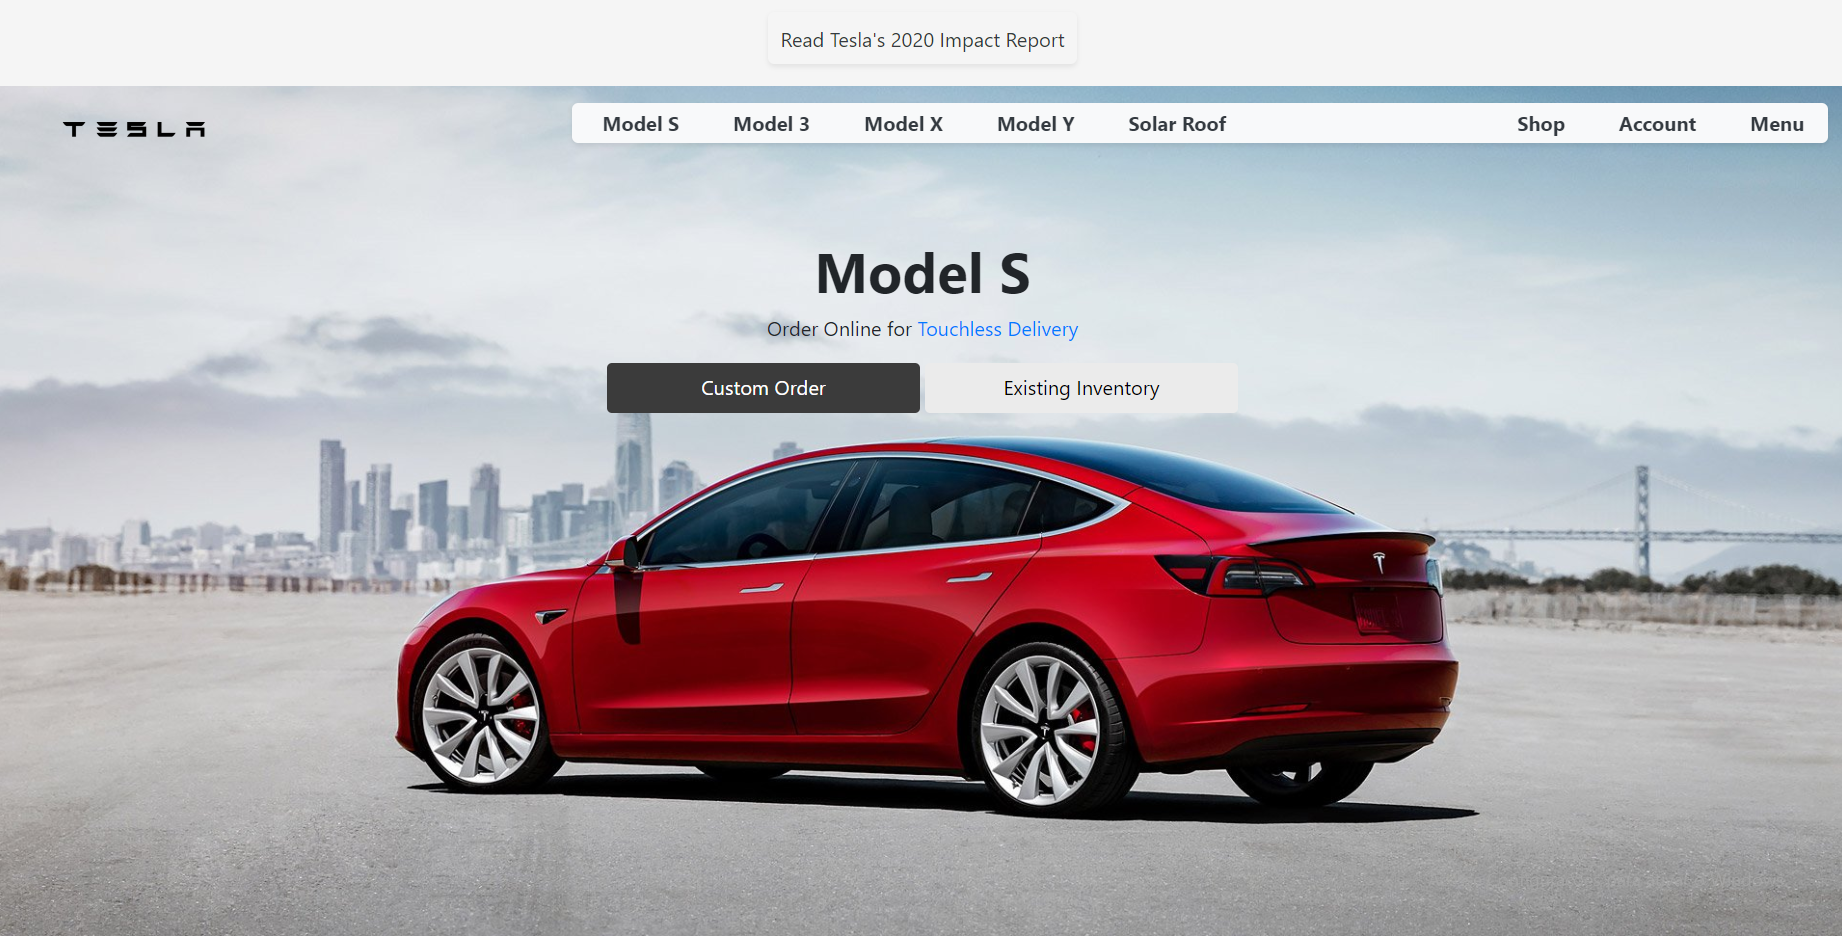 Read Tesla's 2020 Impact Report
TESLA
Model S Model 3 Model X Model Y Solar Roof Shop Account Menu
Model S
Order Online for Touchless Delivery
Custom Order Existing Inventory